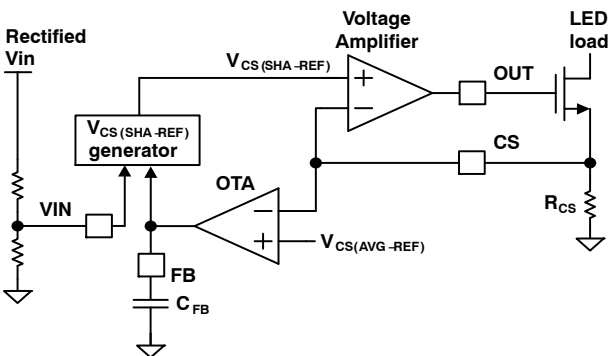 Rectified
Vin
Voltage
Amplifier
LED
load
VCS(SHA-REF)
OUT
VCS(SHA-REF)
generator
CS
OTA
VIN
RCS
VCS(AVG-REF)
FB
CFB